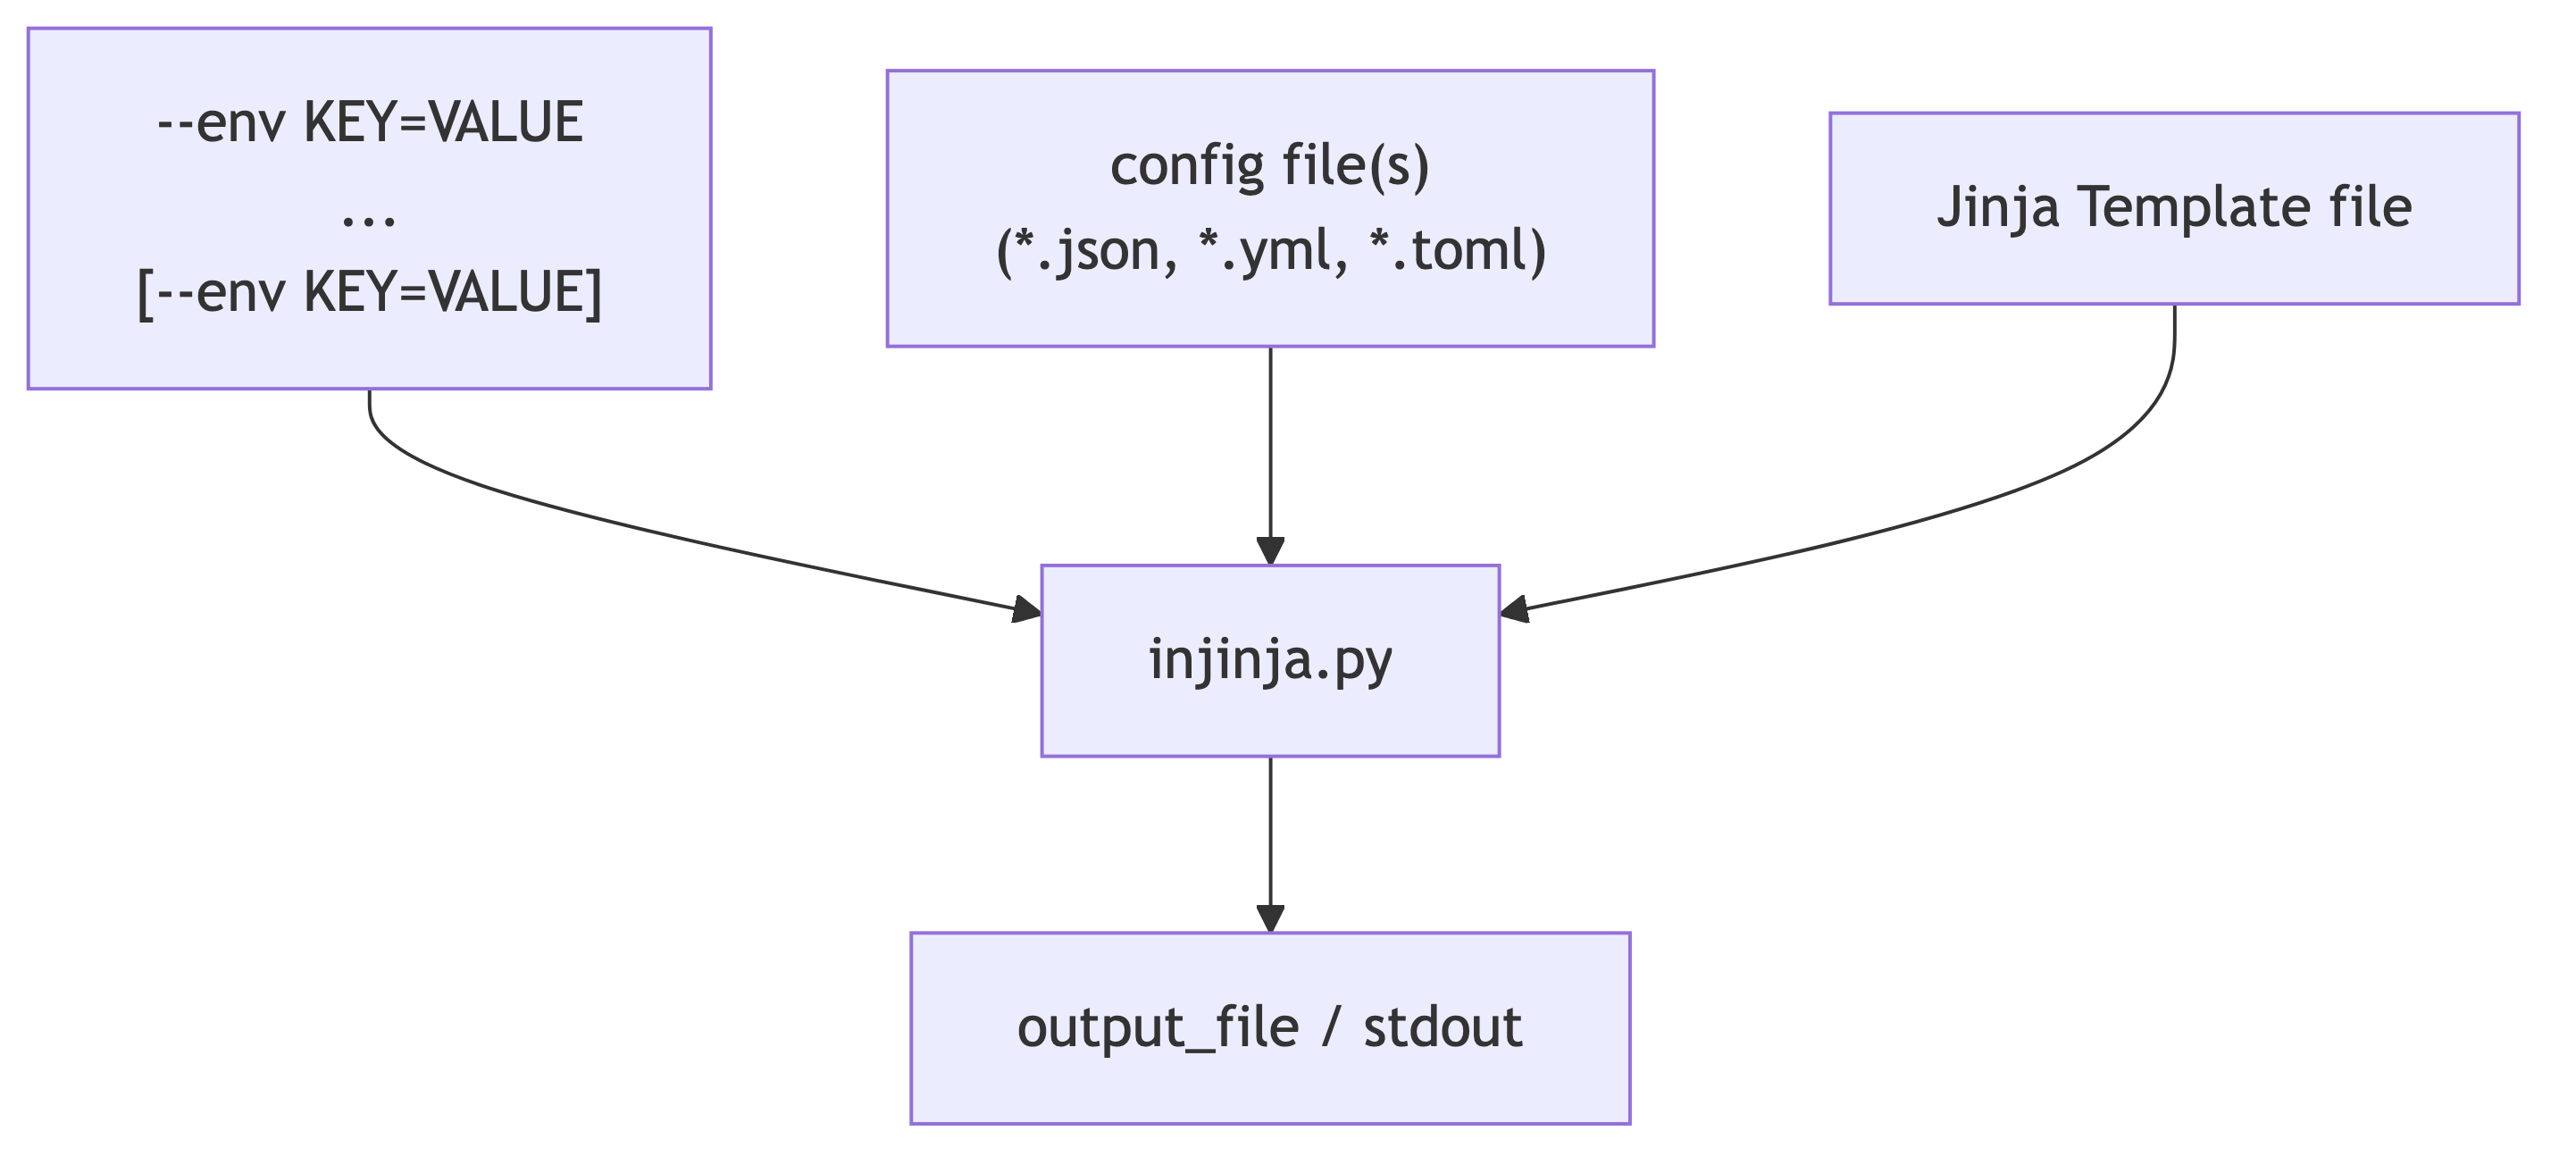 --env KEY=VALUE
...
[--env KEY=VALUE]
config file(s)
(*.json, *.yml, *.toml)
Jinja Template file
injinja.py
output_file / stdout